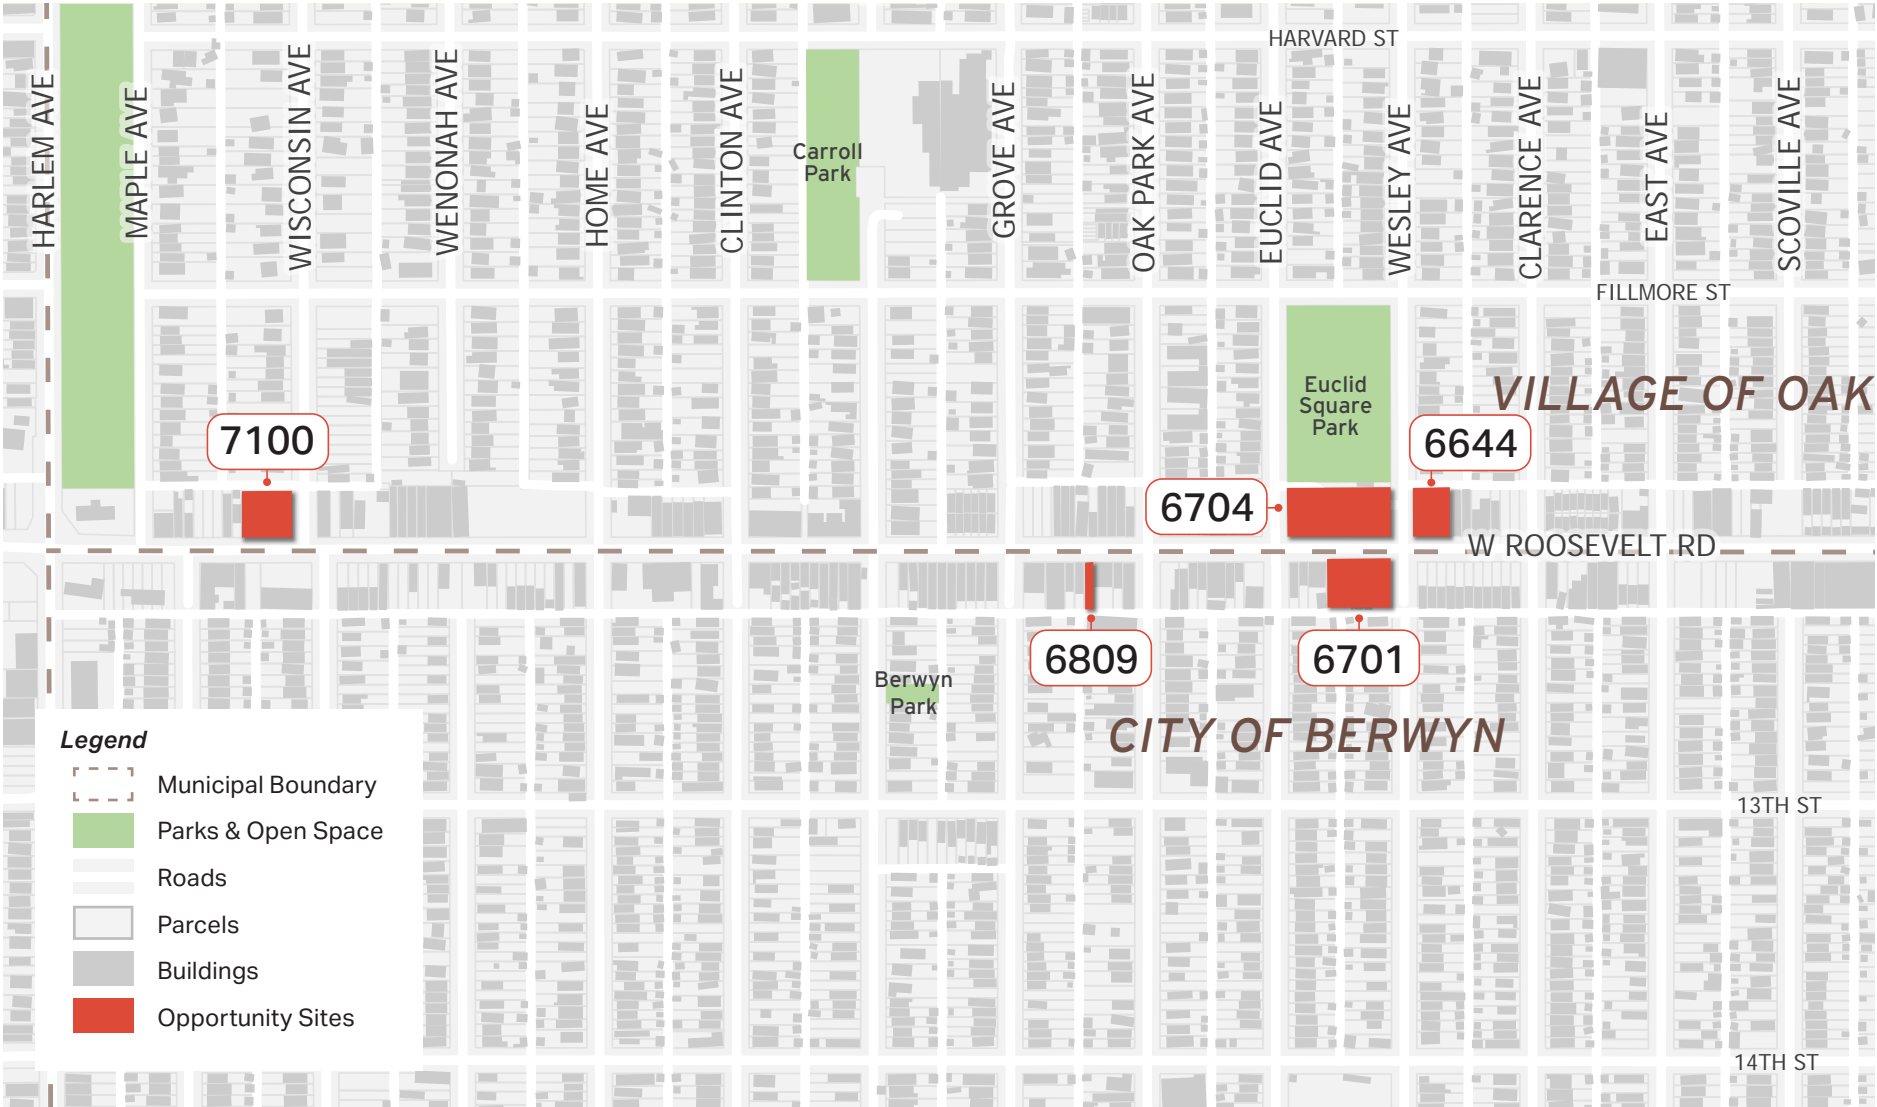 HARVARD ST
HARLEM AVE
MAPLE AVE
WISCONSIN AVE
WENONAH AVE
HOME AVE
CLINTON AVE
Carroll
Park
GROVE AVE
OAK PARK AVE
EUCLID AVE
WESLEY AVE
CLARENCE AVE
EAST AVE
SCOVILLE AVE
FILLMORE ST
Euclid
Square
Park
VILLAGE OF OAK
7100
6644
6704
W ROOSEVELT RD
6809
6701
Berwyn
Park
CITY OF BERWYN
13TH ST
14TH ST
Legend
Municipal Boundary
Parks & Open Space
Roads
Parcels
Buildings
Opportunity Sites